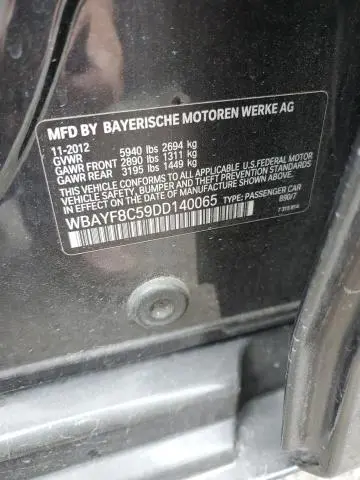 MFD BY BAYERISCHE MOTOREN WERKE AG
11-2012
GVWR 5940 lbs 2694 kg
GAWR FRONT 2890 lbs 1311 kg
GAWR REAR 3195 lbs 1449 kg
THIS VEHICLE CONFORMS TO ALL APPLICABLE U.S.FEDERAL MOTOR
VEHICLE SAFETY, BUMPER, AND THEFT PREVENTION STANDARDS
IN EFFECT ON THE DATE OF MANUFACTURE SHOWN ABOVE.
WBAYF8C59DD140065 TYPE: PASSENGER CAR
890/7